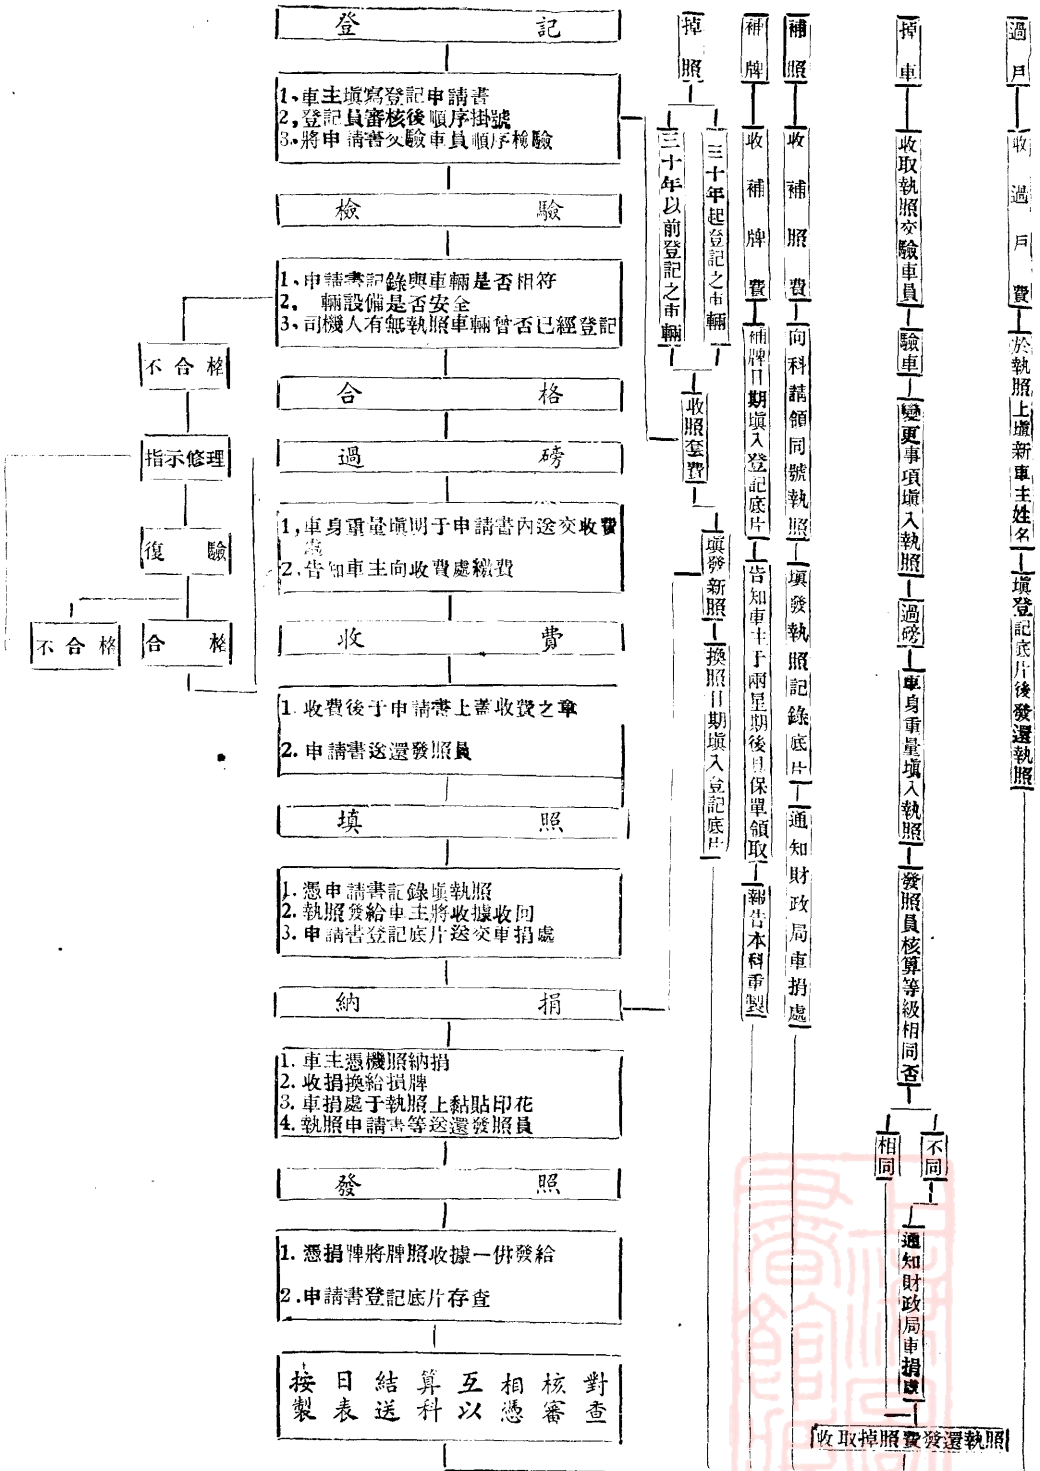 登記
1、車主塡寫登記申請書
2,登記員審核後順序掛號
3.將申請書交驗車員順序檢驗
檢驗
1、申請書記錄與車輛是否相符
2. 輛設備是否安全
3、司機人有無執照車輛曾否已經登記
不合格
指示修理
復驗
不合格
合格
合格
過磅
1,車身重量塡明于申請書內送交收費
2.告知車主向收費處繳費
收費
1.收費後于申請書上蓋收費之章
2.申請書送還發照員
塡照
1.憑申請書記錄塡執照
2.執照發給車主將收據收回
3.申請書登記底片送交車捐處
納捐
1.車主憑機照納捐
2.收捐換給損牌
3.車捐處于執照上黏貼印花
4.執照申請書等送還發照員
發照
1.憑捐牌將牌照收據一併發給
2.申請書登記底片存查
按日結算互相核對
製表送科以憑審查
掉照
三十年以前登記之市輛
三十年起登記之市輛
收照套費
塡發新照
換照日期塡入登記底片
補牌
收補牌費
補牌日期塡入登記底片
告知車主于兩星期後具保單領取
報告本科重製
補照
收補照費
向科請領同號執照
塡發執照記錄底片
通知財政局車捐處
掉車
收取執照交驗車員
驗車
變更事項塡入執照
過磅
車身重量塡入執照
發照員核算等級相同否
相同
不同
通知財政局車捐處
收取掉照費發還執照
過戶
收過戶費
於執照上塡新車主姓名
塡登記底片後發還執照